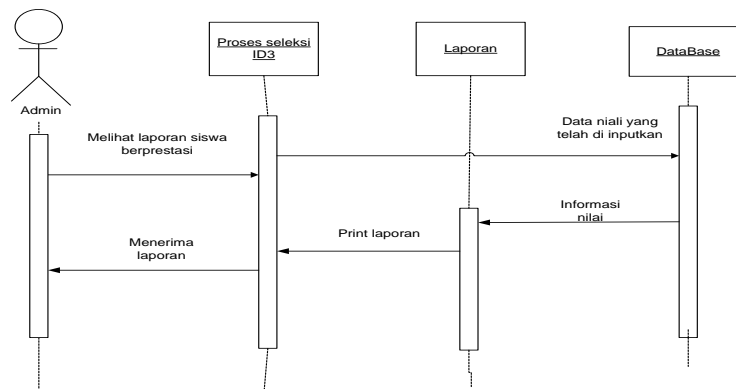 Proses seleksi
ID3
Laporan
DataBase
Admin
Melihat laporan siswa
berprestasi
Data niali yang
telah di inputkan
Informasi
nilai
Print laporan
Menerima
laporan